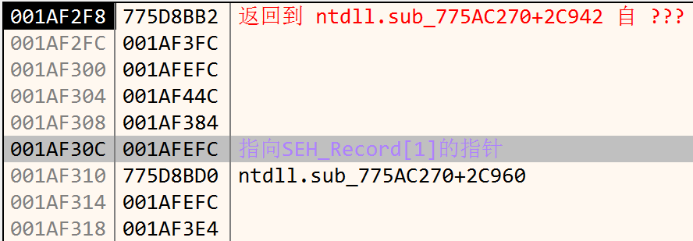 001AF2F8 775D8BB2 返回到 ntdll.sub_775AC270+2C942 自 ???
001AF2FC 001AF3FC
001AF300 001AFEFC
001AF304 001AF44C
001AF308 001AF384
001AF30C 001AFEFC 指向SEH_Record[1]的指针
001AF310 775D8BD0 ntdll.sub_775AC270+2C960
001AF314 001AFEFC
001AF318 001AF3E4